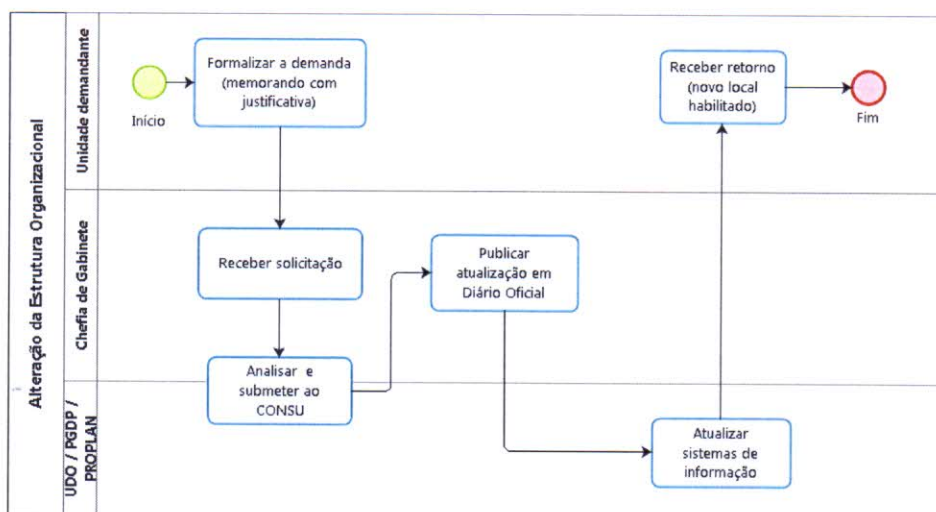 Alteração da Estrutura Organizacional
Unidade demandante
Formalizar a demanda
(memorando com
justificativa)
Início
Receber retorno
(novo local
habilitado)
Fim
Chefia de Gabinete
Receber solicitação
Publicar
atualização em
Diário Oficial
Analisar e
submeter ao
CONSU
UDO / PGDP /
PROPLAN
Atualizar
sistemas de
informação